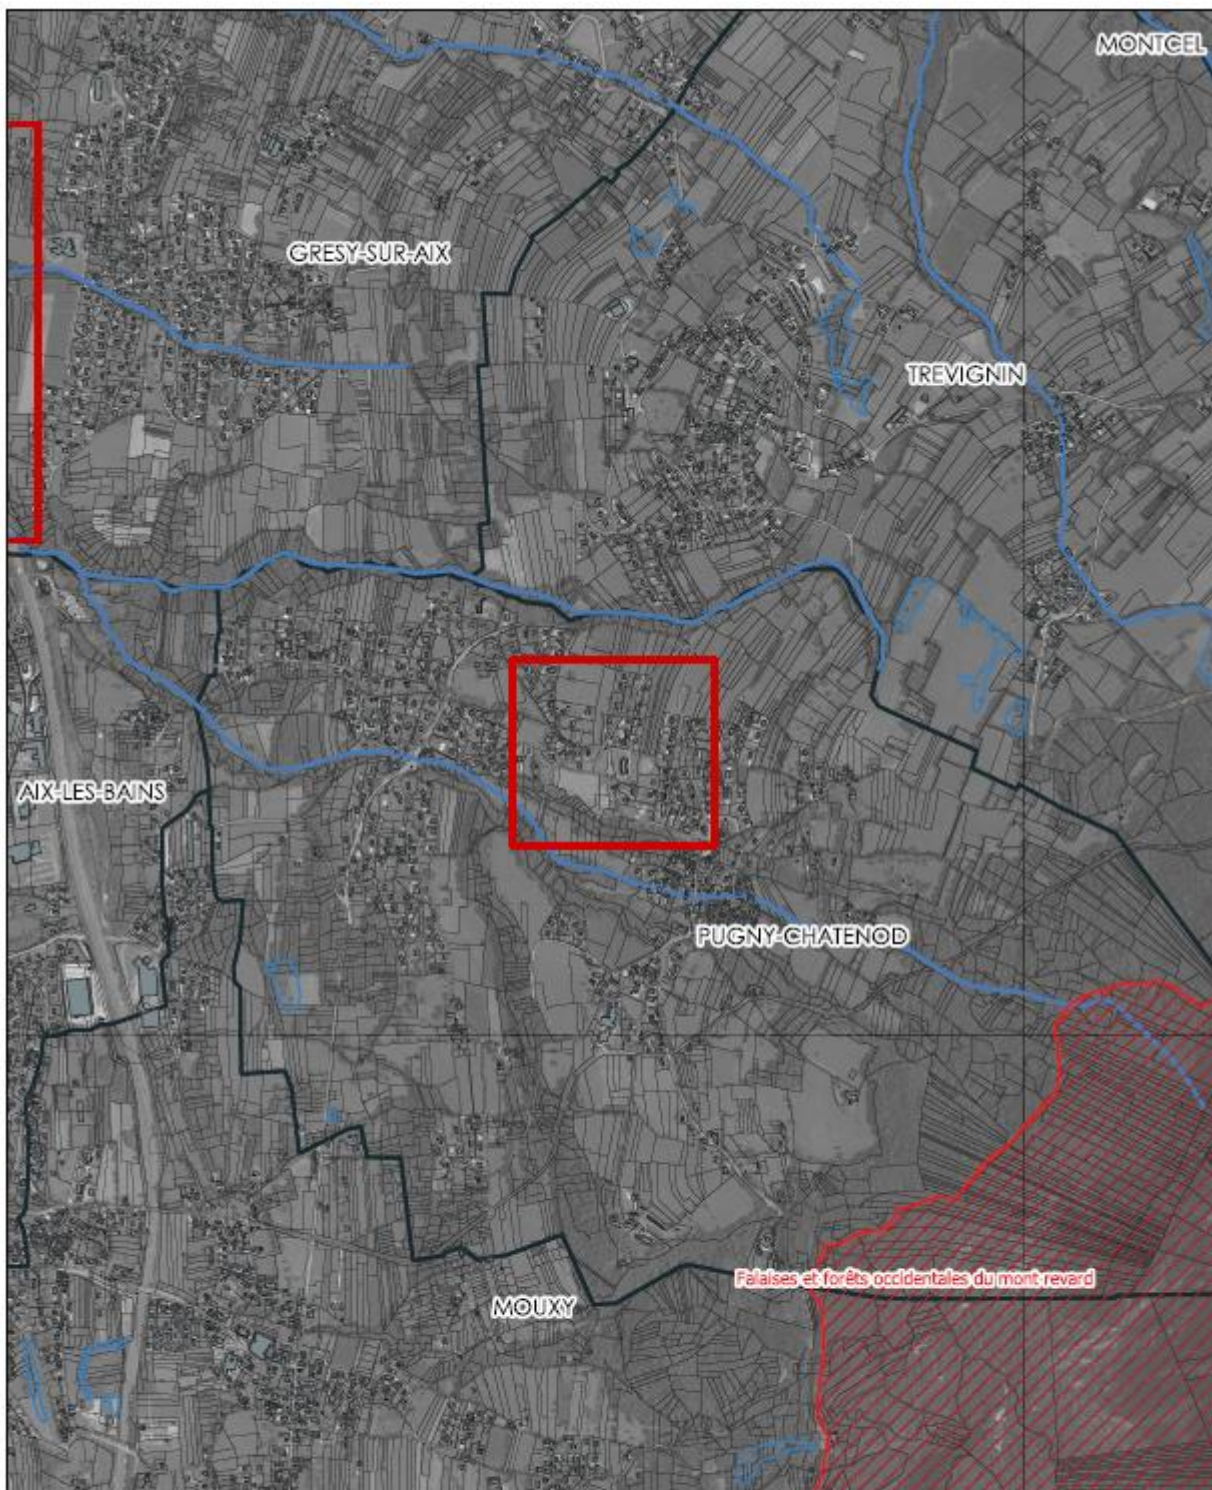 MONTCEL
GRESY-SUR-AIX
TREVIGNIN
AIX-LES-BAINS
PUGNY-CHATENOD
Falaises et forêts occidentales du mont revard
MOUXY